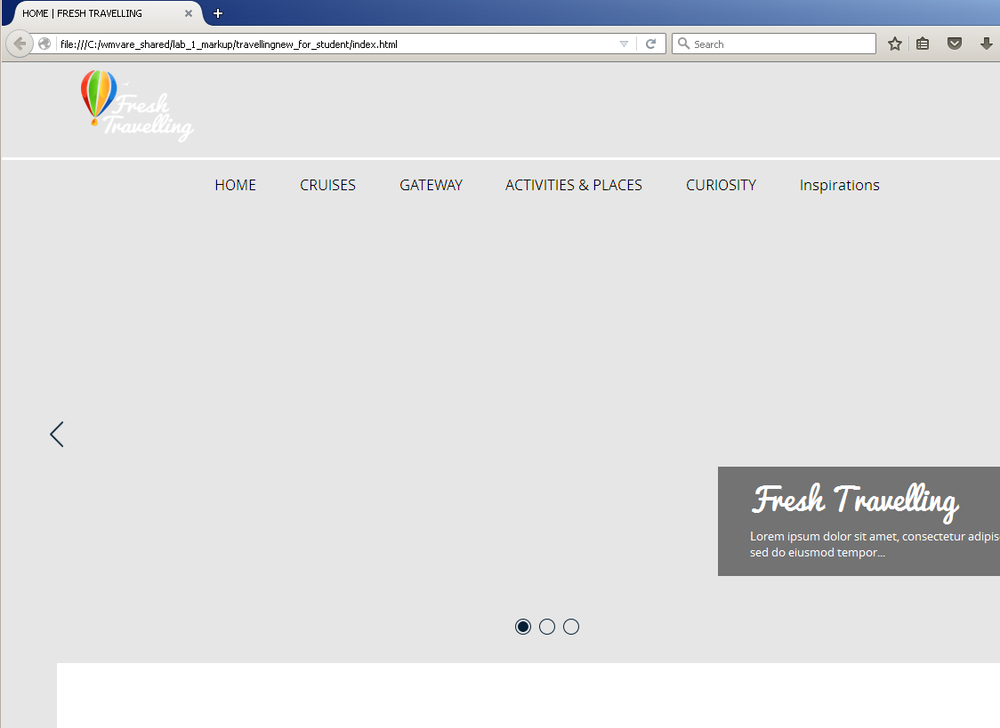 HOME | FRESH TRAVELLING
file:///C:/wmvare_shared/lab_1_markup/travellingnew_for_student/index.html
Search
Fresh
Travelling
HOME CRUISES GATEWAY ACTIVITIES & PLACES CURIOSITY Inspirations
Fresh Travelling
Lorem ipsum dolor sit amet, consectetur adipis
sed do eiusmod tempor...